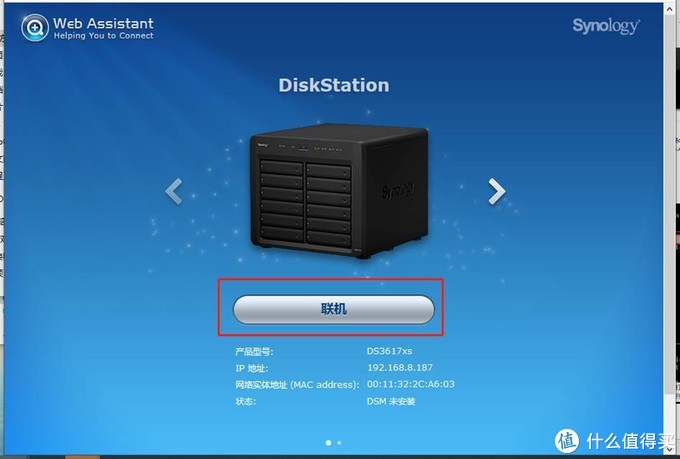 Web Assistant
Helping You to Connect
Synology
DiskStation
Synology
联机
产品型号: DS3617xs
IP 地址: 192.168.8.187
网络实体地址 (MAC address): 00:11:32:2C:A6:03
状态: DSM 未安装
值 什么值得买